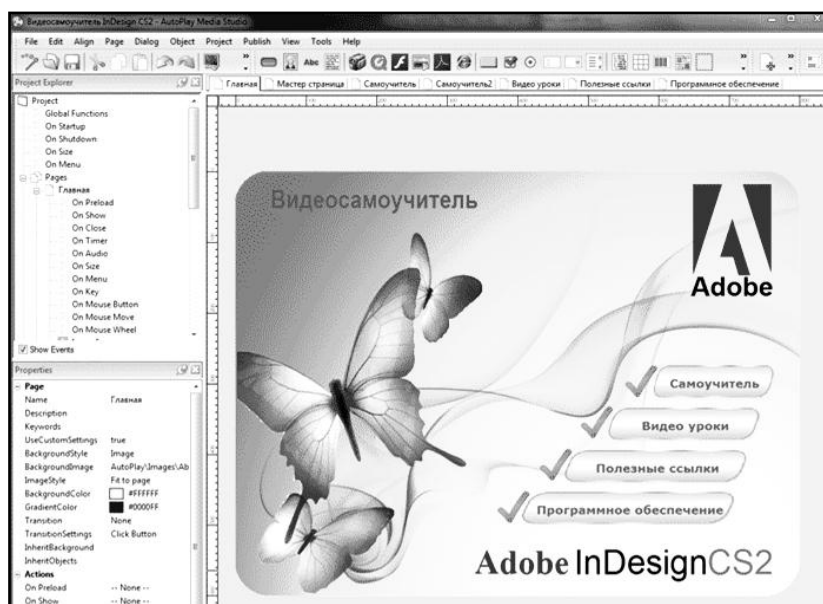 Видеосамоучитель InDesign CS2 - AutoPlay Media Studio
File Edit Align Page Dialog Object Project Publish View Tools Help
Abc
Project Explorer
Главная Мастер страница Самоучитель Самоучитель2 Видео уроки Полезные ссылки Программное обеспечение
Project
Global Functions
On Startup
On Shutdown
On Size
On Menu
Pages
Главная
On Preload
On Show
On Close
On Timer
On Audio
On Size
On Menu
On Key
On Mouse Button
On Mouse Move
On Mouse Wheel
Show Events
Properties
Page
Name Главная
Description
Keywords
UseCustomSettings true
BackgroundStyle Image
BackgroundImage AutoPlay\Images\Ab
ImageStyle Fit to page
BackgroundColor #FFFFFF
GradientColor #0000FF
Transition None
TransitionSettings Click Button
InheritBackground
InheritObjects
Actions
On Preload -- None --
On Show -- None --
Видеосамоучитель
Adobe
Самоучитель
Видео уроки
Полезные ссылки
Программное обеспечение
Adobe InDesign CS2